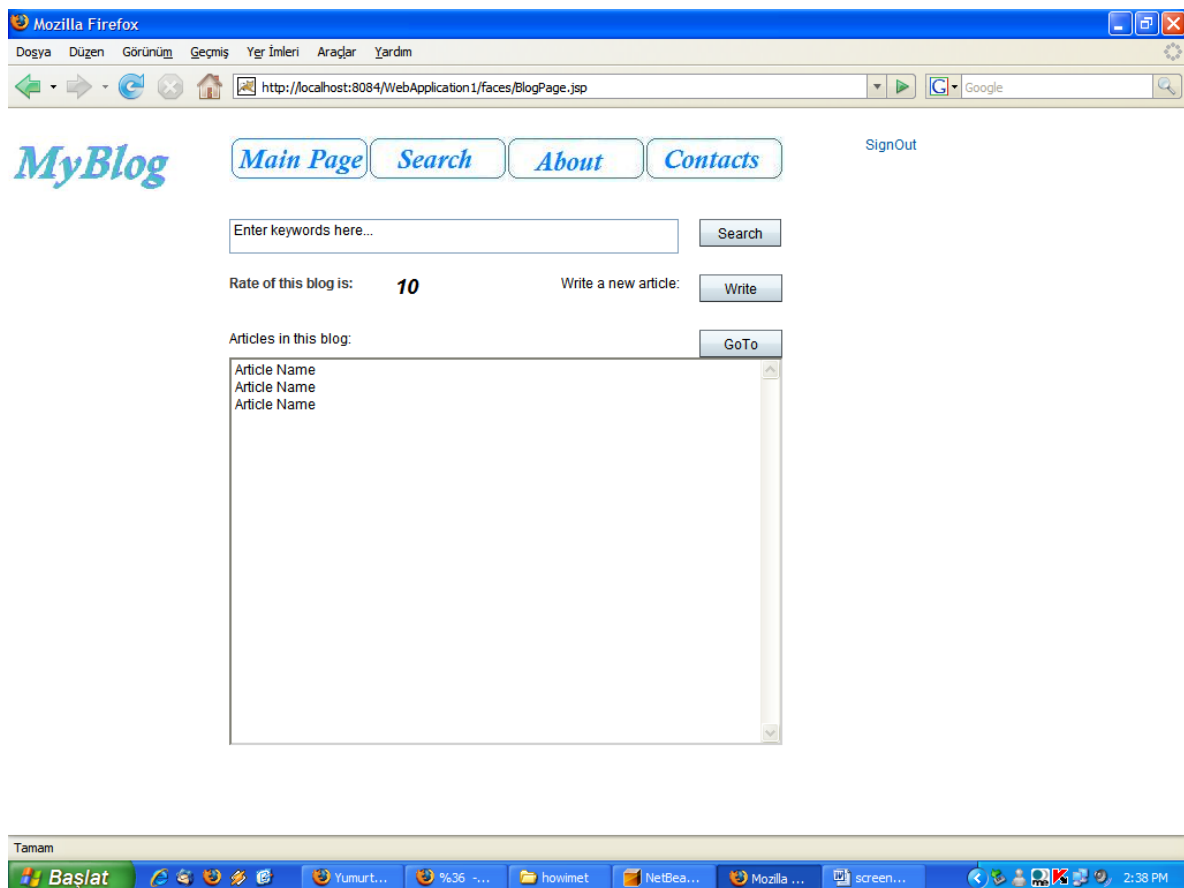 Mozilla Firefox
Dosya Düzen Görünüm Geçmiş Yer İmleri Araçlar Yardım
http://localhost:8084/WebApplication1/faces/BlogPage.jsp G Google
MyBlog Main Page Search About Contacts SignOut
Enter keywords here... Search
Rate of this blog is: 10 Write a new article: Write
Articles in this blog: GoTo
Article Name
Article Name
Article Name
Tamam
Başlat Yumurt... %36 -... howimet NetBea... Mozilla ... screen... 2:38 PM